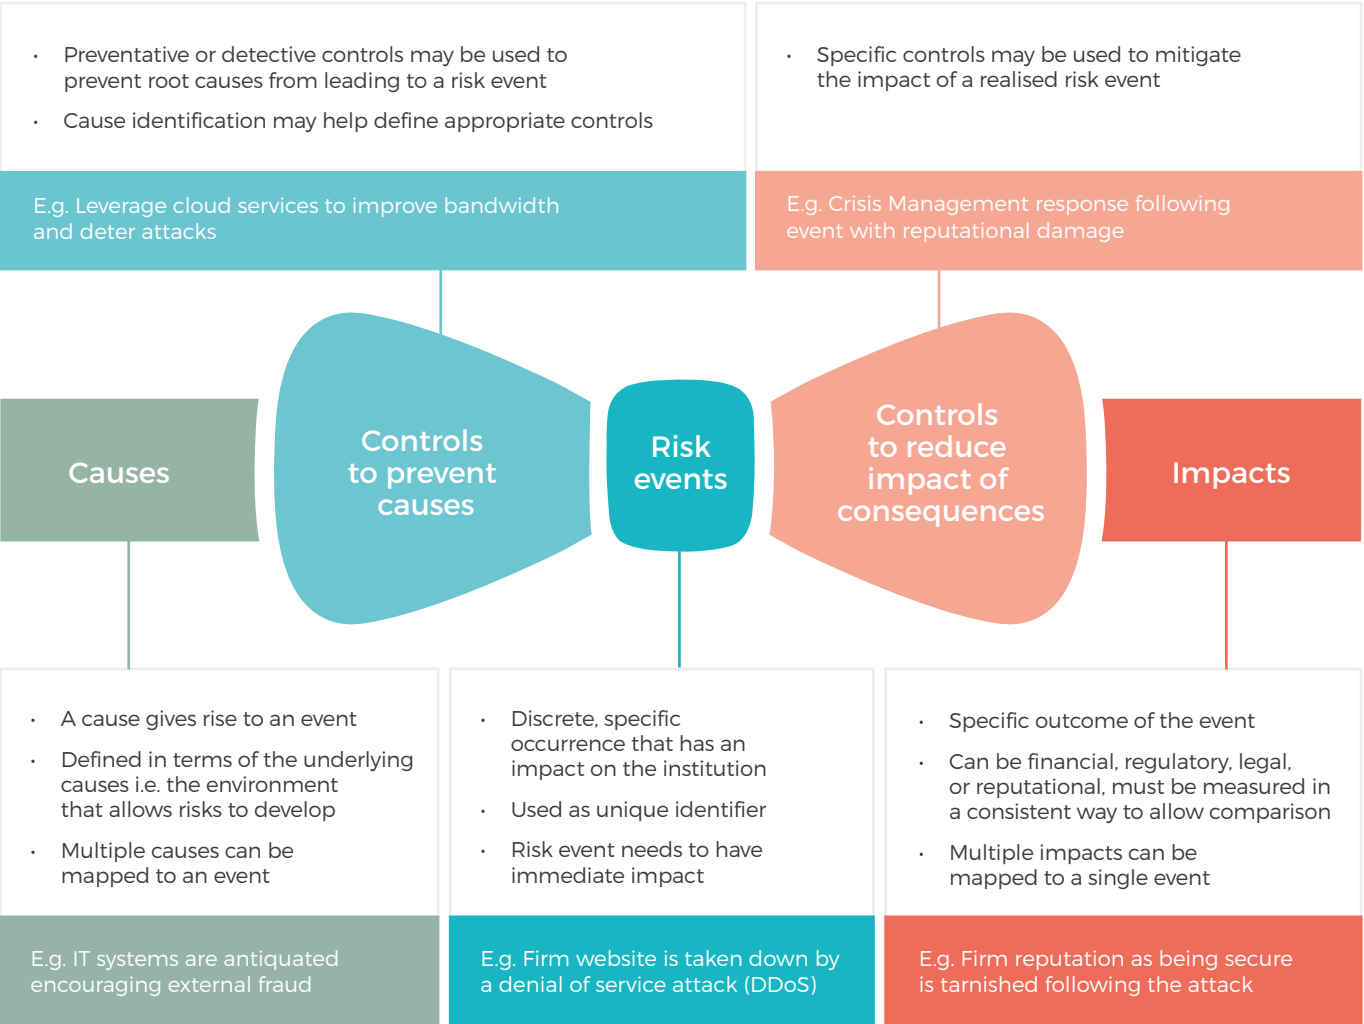 • Preventative or detective controls may be used to
prevent root causes from leading to a risk event
• Cause identification may help define appropriate controls
E.g. Leverage cloud services to improve bandwidth
and deter attacks
• Specific controls may be used to mitigate
the impact of a realised risk event
E.g. Crisis Management response following
event with reputational damage
Causes
Controls
to prevent
causes
Risk
events
Controls
to reduce
impact of
consequences
Impacts
• A cause gives rise to an event
• Defined in terms of the underlying
causes i.e. the environment
that allows risks to develop
• Multiple causes can be
mapped to an event
E.g. IT systems are antiquated
encouraging external fraud
• Discrete, specific
occurrence that has an
impact on the institution
• Used as unique identifier
• Risk event needs to have
immediate impact
E.g. Firm website is taken down by
a denial of service attack (DDoS)
• Specific outcome of the event
• Can be financial, regulatory, legal,
or reputational, must be measured in
a consistent way to allow comparison
• Multiple impacts can be
mapped to a single event
E.g. Firm reputation as being secure
is tarnished following the attack